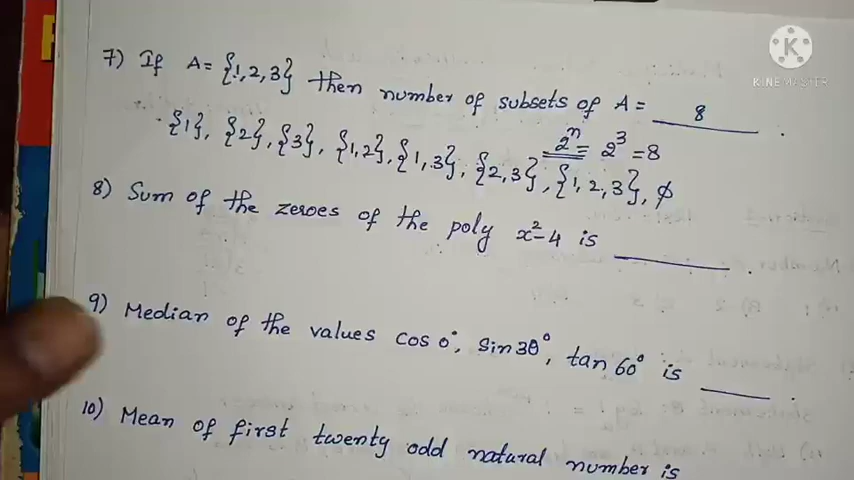 KINEMASTER
7) If A = {1, 2, 3} then number of subsets of A = 8 .
2ⁿ = 2³ = 8
{1}, {2}, {3}, {1,2}, {1,3}, {2,3}, {1,2,3}, ϕ
8) Sum of the zeroes of the poly x²-4 is ______ .
9) Median of the values cos 0°, sin 30°, tan 60° is ______ .
10) Mean of first twenty odd natural number is